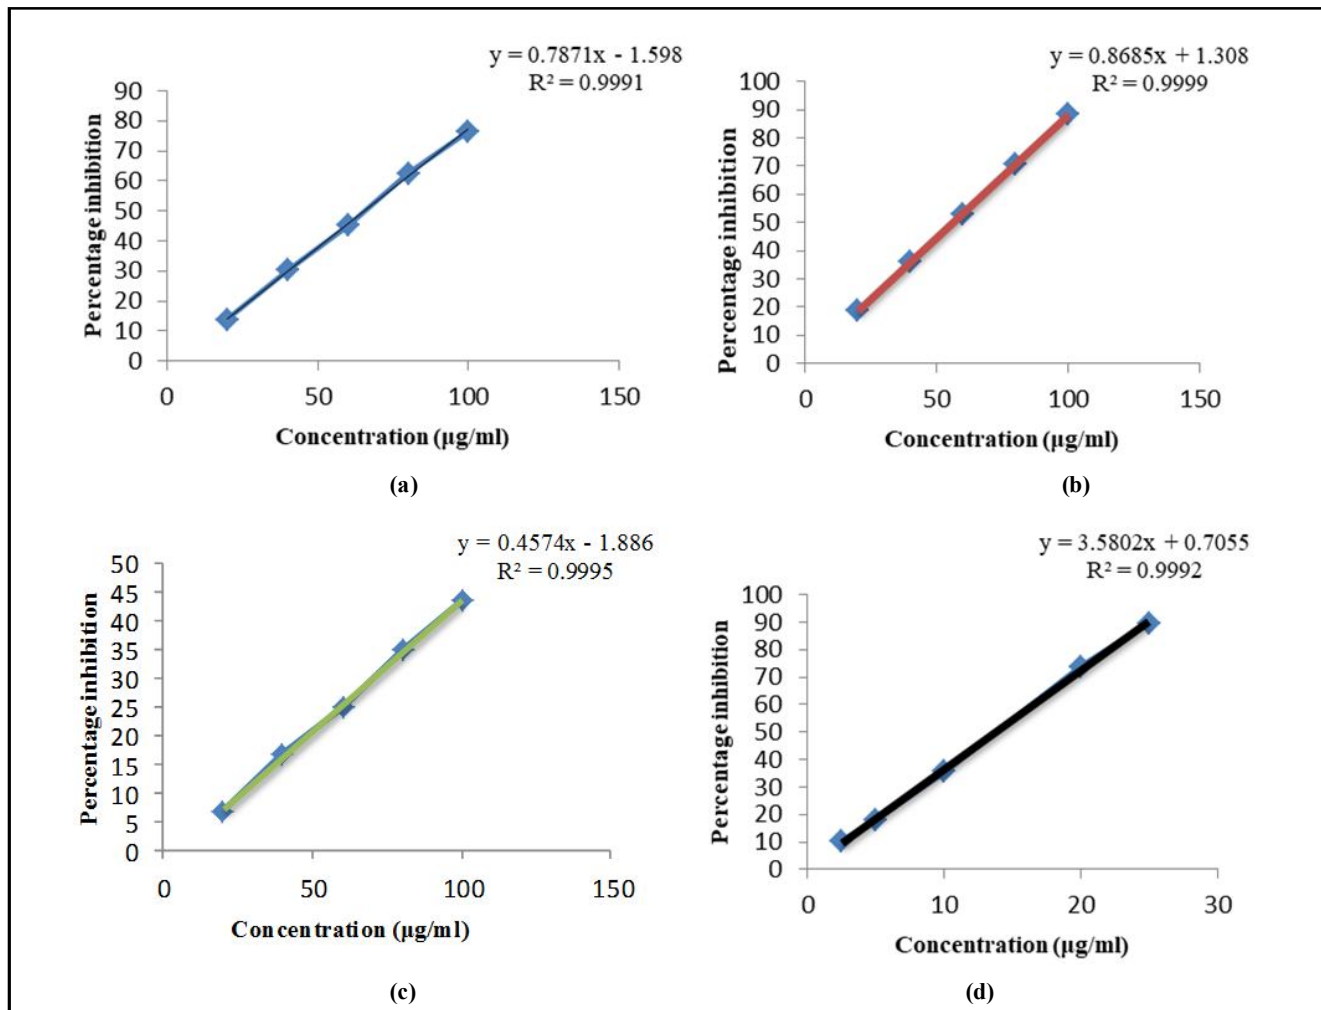 y = 0.7871x - 1.598
R² = 0.9991
90
80
70
60
50
40
30
20
10
0
Percentage inhibition
0 50 100 150
Concentration (µg/ml)
(a)
y = 0.8685x + 1.308
R² = 0.9999
100
90
80
70
60
50
40
30
20
10
0
Percentage inhibition
0 50 100 150
Concentration (µg/ml)
(b)
y = 0.4574x - 1.886
R² = 0.9995
50
45
40
35
30
25
20
15
10
5
0
Percentage inhibition
0 50 100 150
Concentration (µg/ml)
(c)
y = 3.5802x + 0.7055
R² = 0.9992
100
90
80
70
60
50
40
30
20
10
0
Percentage inhibition
0 10 20 30
Concentration (µg/ml)
(d)